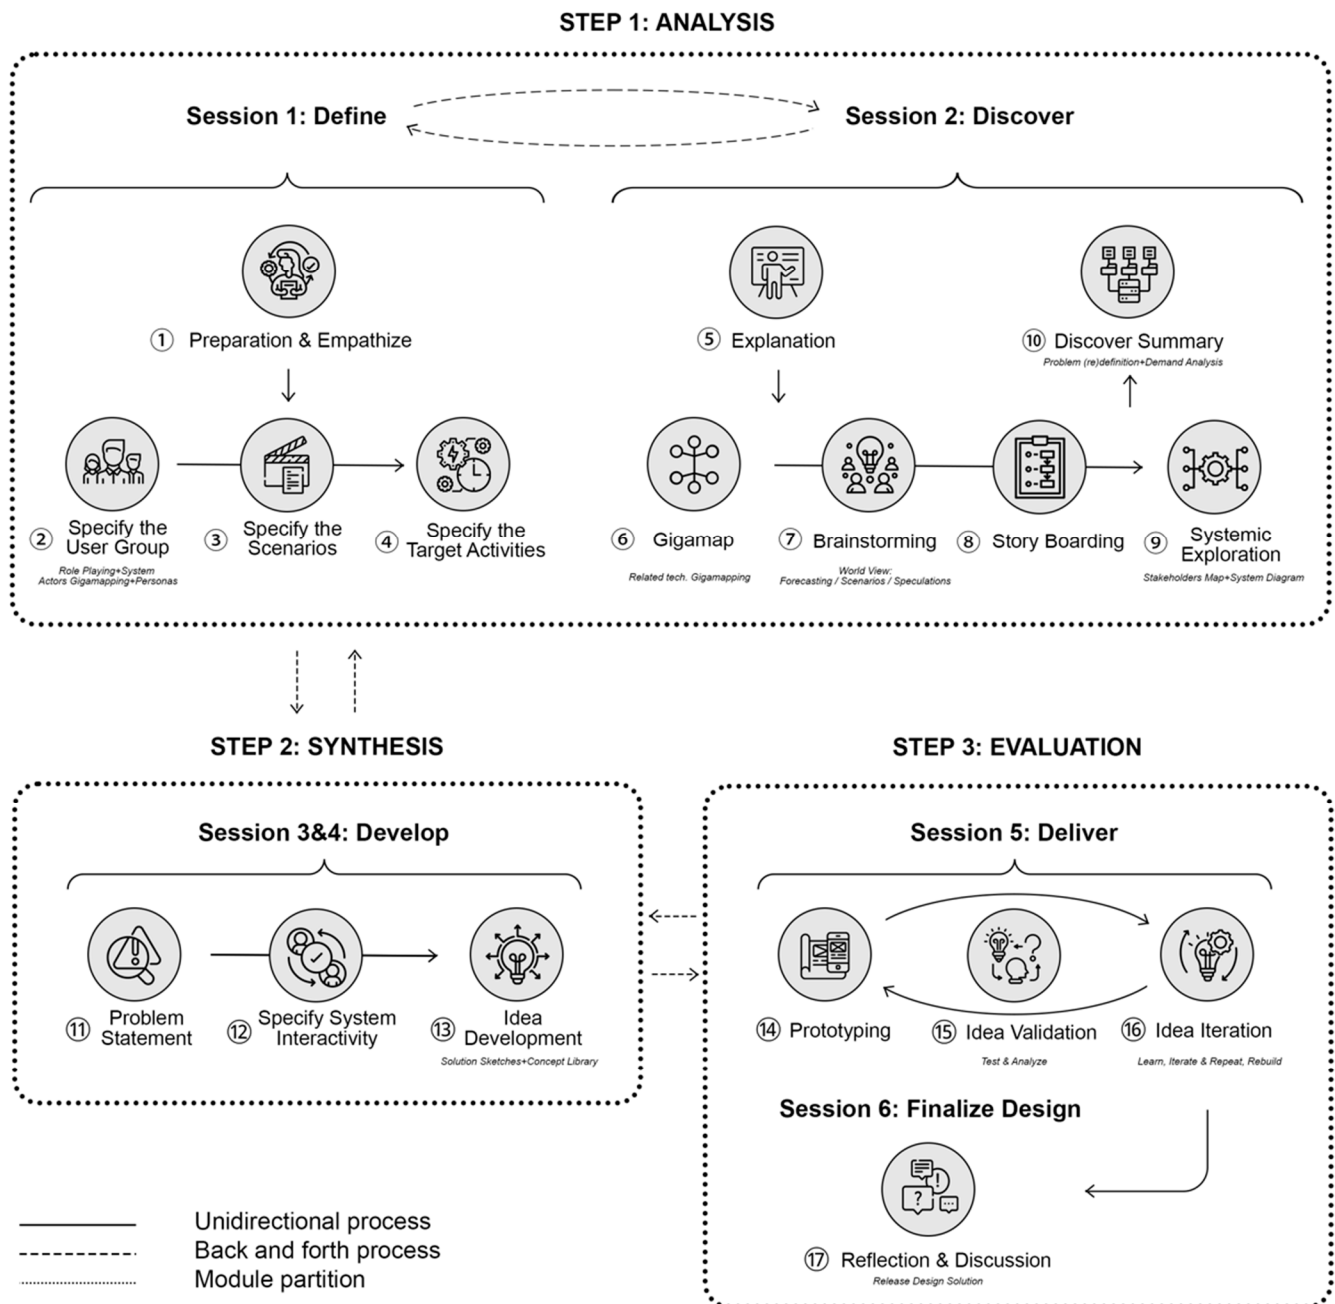 STEP 1: ANALYSIS
Session 1: Define
Session 2: Discover
① Preparation & Empathize
② Specify the
User Group
Role Playing+System
Actors Gigamapping+Personas
③ Specify the
Scenarios
④ Specify the
Target Activities
⑤ Explanation
⑩ Discover Summary
Problem (re)definition+Demand Analysis
⑥ Gigamap
Related tech. Gigamapping
⑦ Brainstorming
World View:
Forecasting / Scenarios / Speculations
⑧ Story Boarding
⑨ Systemic
Exploration
Stakeholders Map+System Diagram
STEP 2: SYNTHESIS
Session 3&4: Develop
⑪ Problem
Statement
⑫ Specify System
Interactivity
⑬ Idea
Development
Solution Sketches+Concept Library
STEP 3: EVALUATION
Session 5: Deliver
⑭ Prototyping
⑮ Idea Validation
Test & Analyze
⑯ Idea Iteration
Learn, Iterate & Repeat, Rebuild
Session 6: Finalize Design
⑰ Reflection & Discussion
Release Design Solution
Unidirectional process
Back and forth process
Module partition